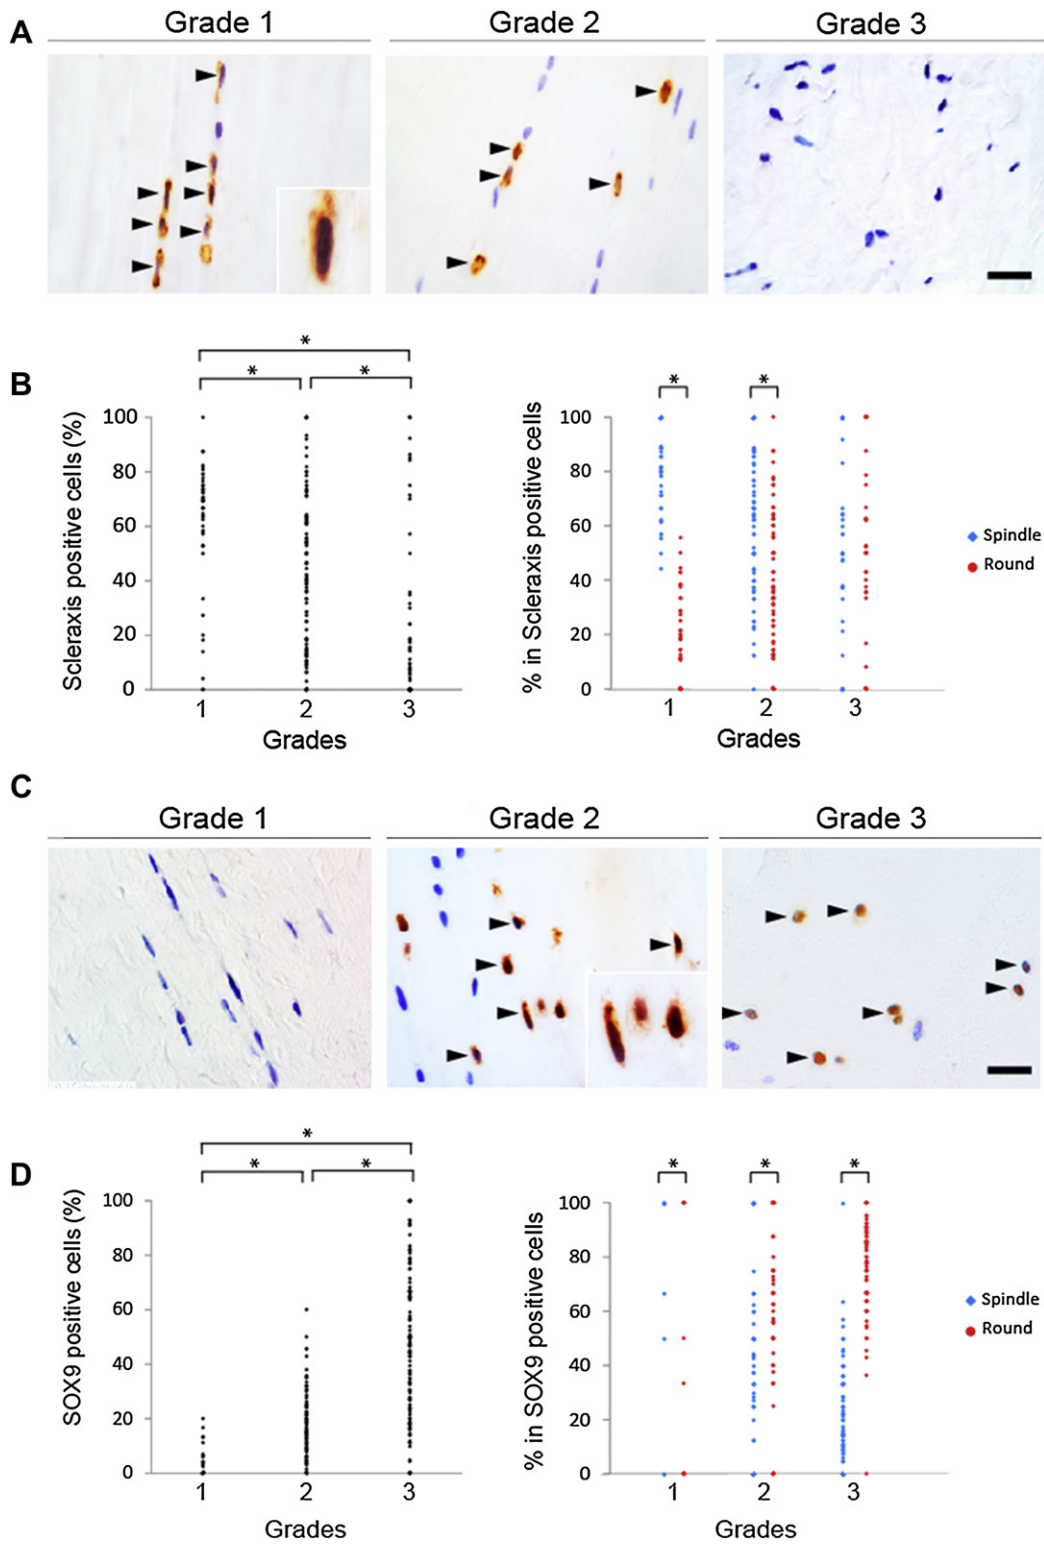 A
Grade 1
Grade 2
Grade 3
B
*
* *
Scleraxis positive cells (%)
100
80
60
40
20
0
1 2 3
Grades
* *
% in Scleraxis positive cells
100
80
60
40
20
0
1 2 3
Grades
Spindle
Round
C
Grade 1
Grade 2
Grade 3
D
*
* *
SOX9 positive cells (%)
100
80
60
40
20
0
1 2 3
Grades
* * *
% in SOX9 positive cells
100
80
60
40
20
0
1 2 3
Grades
Spindle
Round